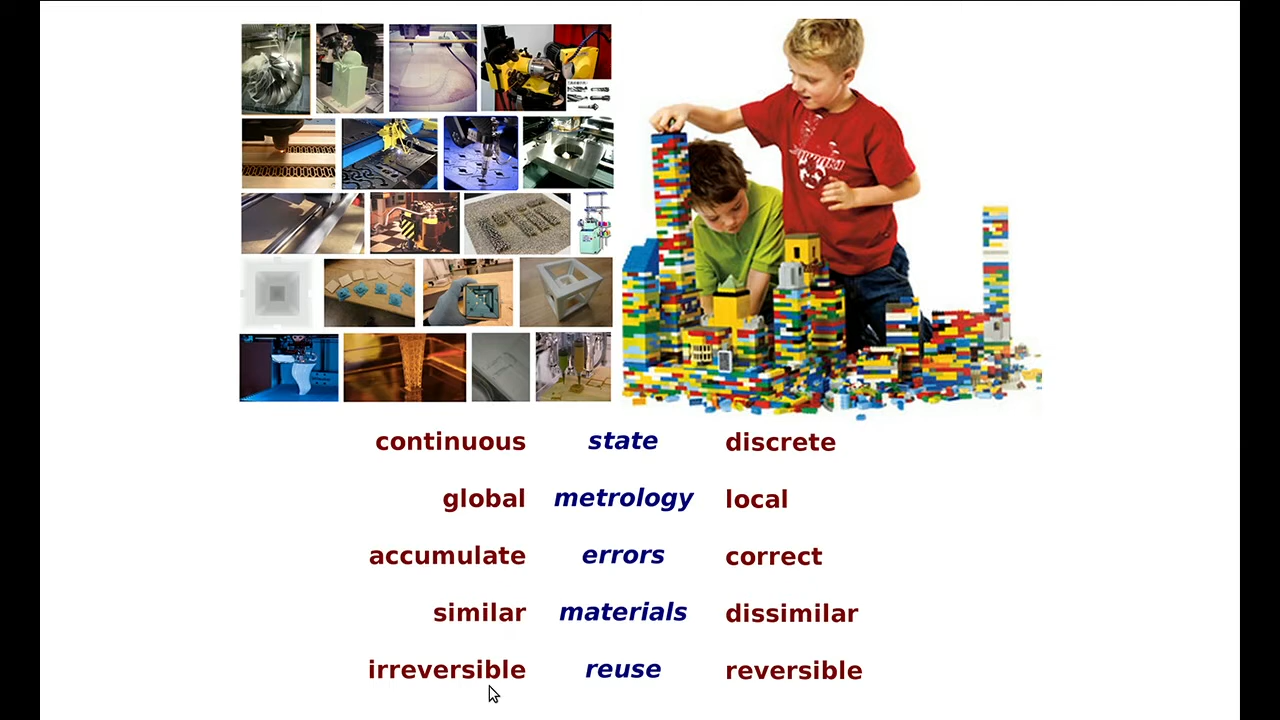 continuous state discrete
global metrology local
accumulate errors correct
similar materials dissimilar
irreversible reuse reversible